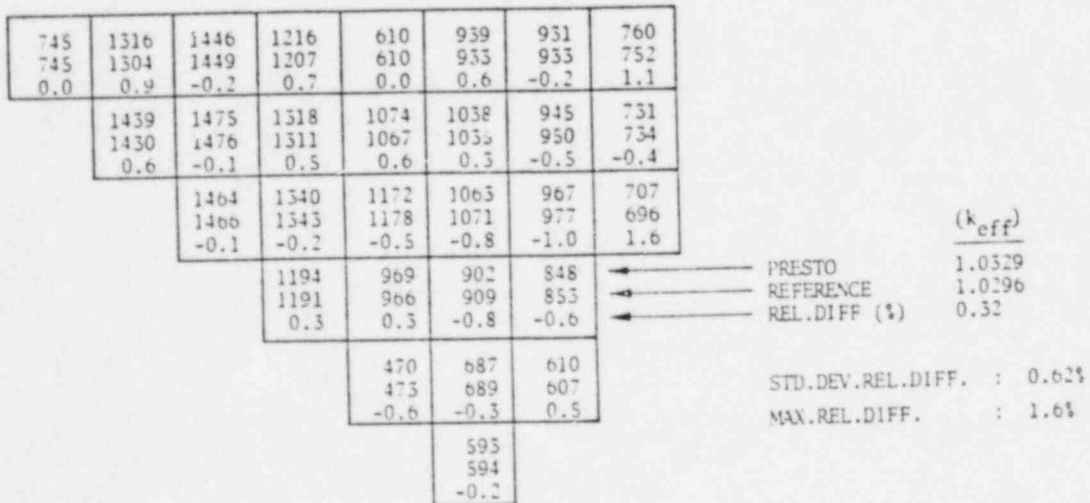 745 1316 1446 1216 610 939 931 760
745 1304 1449 1207 610 933 933 752
0.0 0.9 -0.2 0.7 0.0 0.6 -0.2 1.1
1439 1475 1318 1074 1038 945 731
1430 1476 1311 1067 1035 950 734
0.6 -0.1 0.5 0.6 0.3 -0.5 -0.4
1464 1340 1172 1063 967 707
1466 1343 1178 1071 977 696
-0.1 -0.2 -0.5 -0.8 -1.0 1.6
(k_eff)
1194 969 902 848 PRESTO 1.0329
1191 966 909 853 REFERENCE 1.0296
0.3 0.3 -0.8 -0.6 REL.DIFF (%) 0.32
470 687 610
473 689 607
-0.6 -0.3 0.5
STD.DEV.REL.DIFF. : 0.62%
MAX.REL.DIFF. : 1.6%
593
594
-0.2